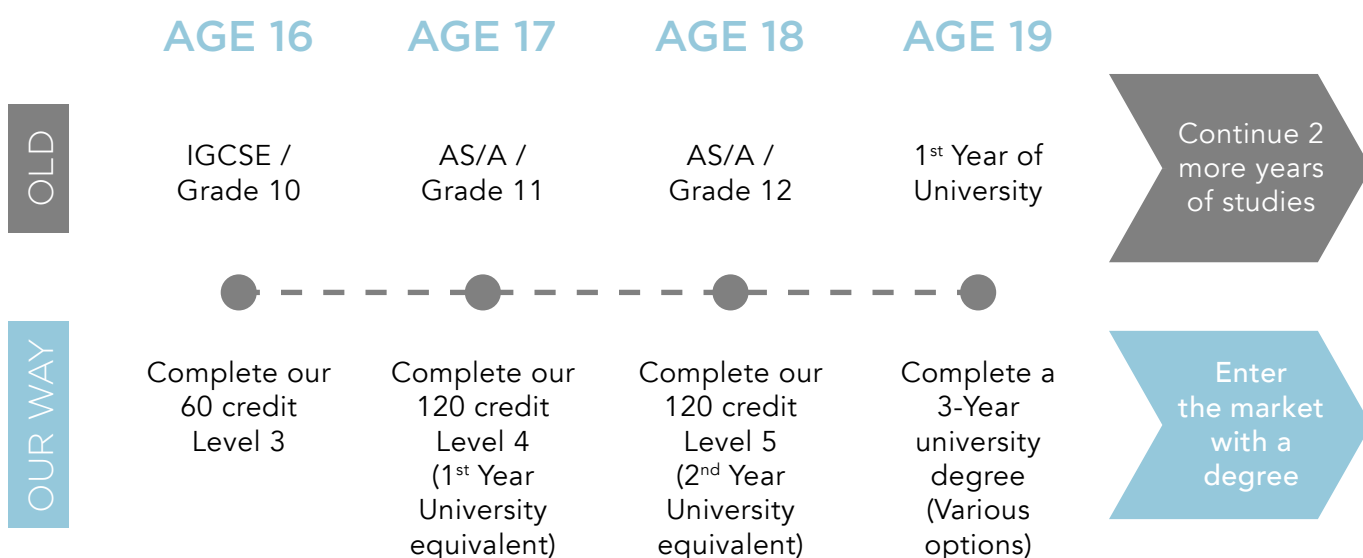 AGE 16
AGE 17
AGE 18
AGE 19
OLD
IGCSE /
Grade 10
AS/A /
Grade 11
AS/A /
Grade 12
1st Year of
University
Continue 2
more years
of studies
OUR WAY
Complete our
60 credit
Level 3
Complete our
120 credit
Level 4
(1st Year
University
equivalent)
Complete our
120 credit
Level 5
(2nd Year
University
equivalent)
Complete a
3-Year
university
degree
(Various
options)
Enter
the market
with a
degree